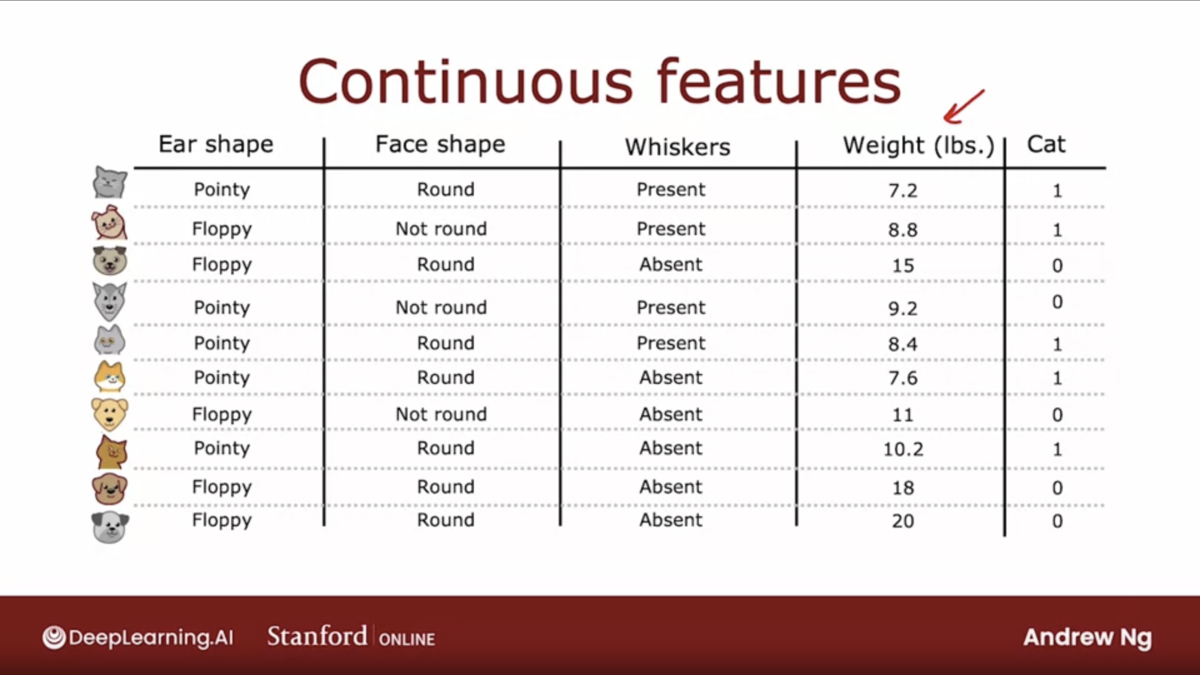 Continuous features
Ear shape Face shape Whiskers Weight (lbs.) Cat
Pointy Round Present 7.2 1
Floppy Not round Present 8.8 1
Floppy Round Absent 15 0
Pointy Not round Present 9.2 0
Pointy Round Present 8.4 1
Pointy Round Absent 7.6 1
Floppy Not round Absent 11 0
Pointy Round Absent 10.2 1
Floppy Round Absent 18 0
Floppy Round Absent 20 0
DeepLearning.AI Stanford ONLINE Andrew Ng